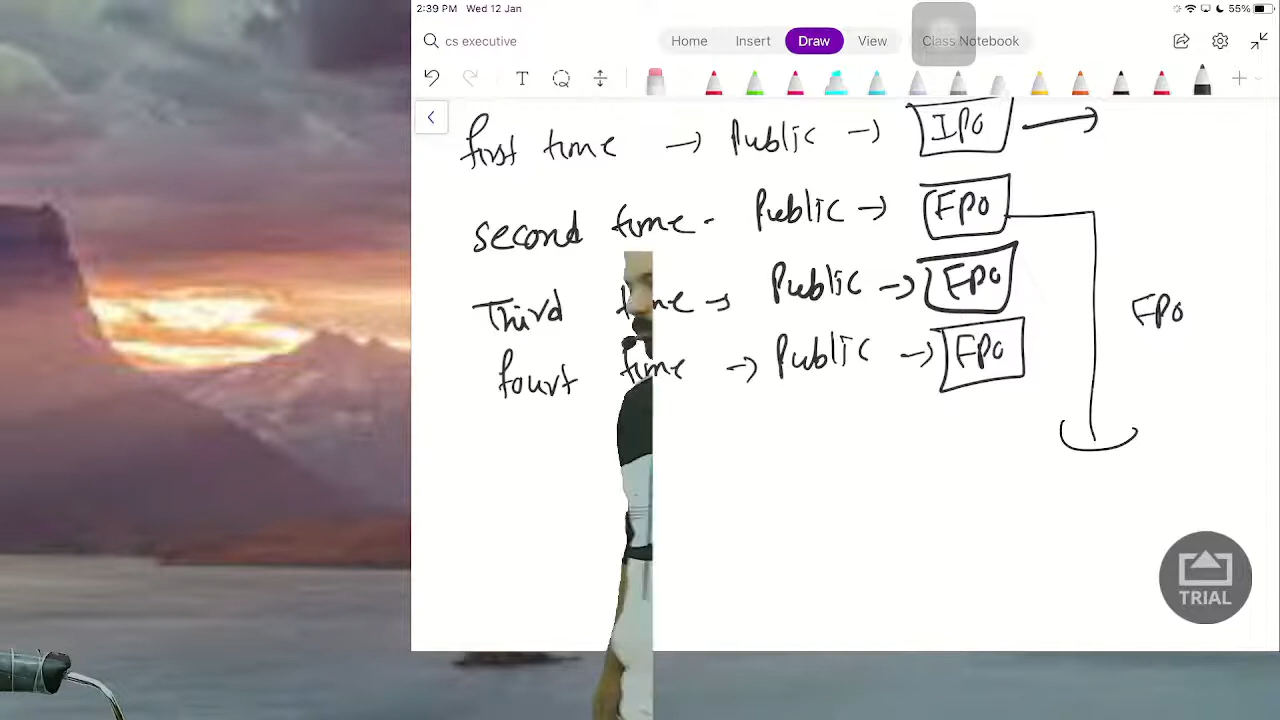 2:39 PM Wed 12 Jan 55%
cs executive Home Insert Draw View Class Notebook
T
first time → Public → IPO →
second time - Public → FPO
Third time → Public → FPO
FPO
fourt time → Public → FPO
TRIAL